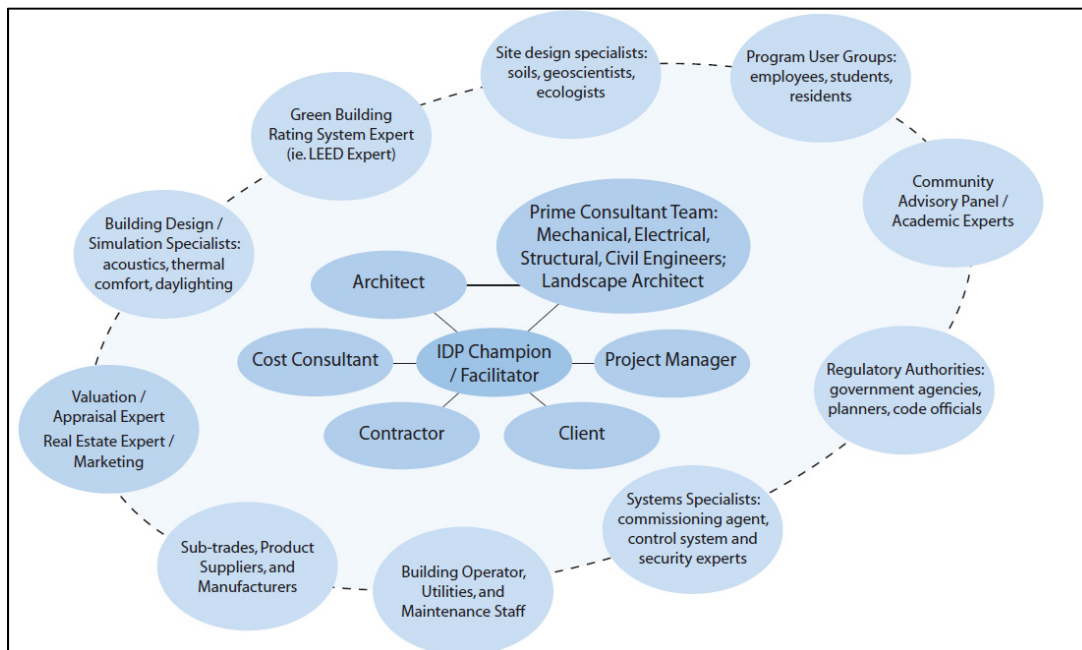 Site design specialists:
soils, geoscientists,
ecologists
Program User Groups:
employees, students,
residents
Green Building
Rating System Expert
(ie. LEED Expert)
Community
Advisory Panel /
Academic Experts
Building Design /
Simulation Specialists:
acoustics, thermal
comfort, daylighting
Prime Consultant Team:
Mechanical, Electrical,
Structural, Civil Engineers;
Landscape Architect
Architect
Cost Consultant
IDP Champion
/ Facilitator
Project Manager
Contractor
Client
Regulatory Authorities:
government agencies,
planners, code officials
Valuation /
Appraisal Expert
Real Estate Expert /
Marketing
Systems Specialists:
commissioning agent,
control system and
security experts
Sub-trades, Product
Suppliers, and
Manufacturers
Building Operator,
Utilities, and
Maintenance Staff